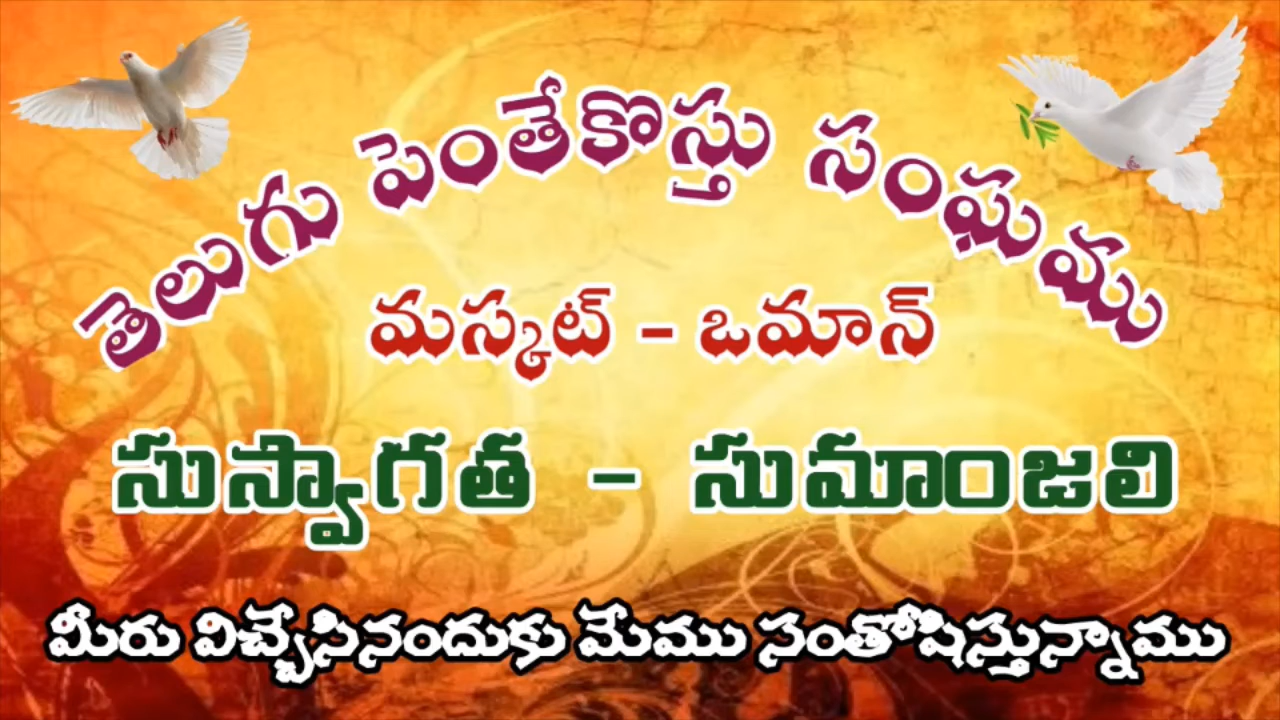 తెలుగు పెంతేకొస్తు సంఘము
మస్కట్ - ఒమాన్
సుస్వాగత - సుమాంజలి
మీరు విచ్చేసినందుకు మేము సంతోషిస్తున్నాము